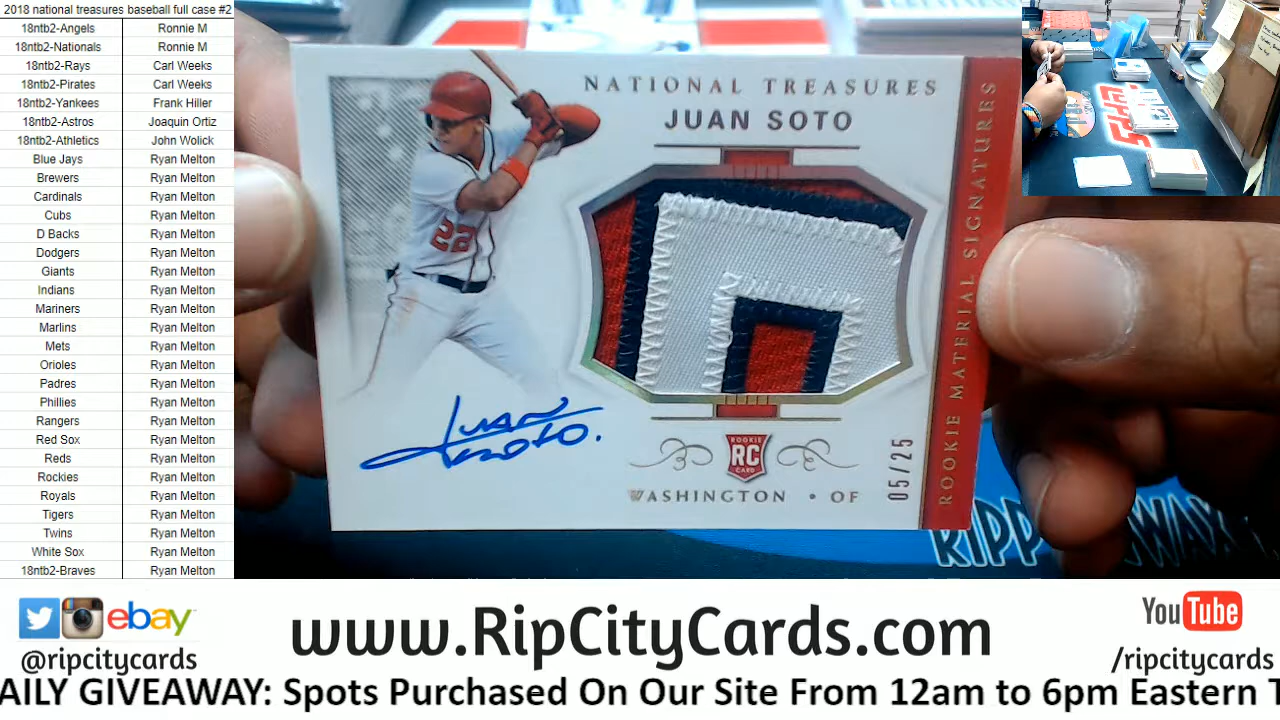 2018 national treasures baseball full case #2
18ntb2-Angels Ronnie M
18ntb2-Nationals Ronnie M
18ntb2-Rays Carl Weeks
18ntb2-Pirates Carl Weeks
18ntb2-Yankees Frank Hiller
18ntb2-Astros Joaquin Ortiz
18ntb2-Athletics John Wolick
Blue Jays Ryan Melton
Brewers Ryan Melton
Cardinals Ryan Melton
Cubs Ryan Melton
D Backs Ryan Melton
Dodgers Ryan Melton
Giants Ryan Melton
Indians Ryan Melton
Mariners Ryan Melton
Marlins Ryan Melton
Mets Ryan Melton
Orioles Ryan Melton
Padres Ryan Melton
Phillies Ryan Melton
Rangers Ryan Melton
Red Sox Ryan Melton
Reds Ryan Melton
Rockies Ryan Melton
Royals Ryan Melton
Tigers Ryan Melton
Twins Ryan Melton
White Sox Ryan Melton
18ntb2-Braves Ryan Melton
NATIONAL TREASURES
JUAN SOTO
22
Juan
Soto.
ROOKIE
RC
CARD
WASHINGTON • OF
05/25
ROOKIE MATERIAL SIGNATURES
RIPP WAX
ebay
@ripcitycards
www.RipCityCards.com
YouTube
/ripcitycards
AILY GIVEAWAY: Spots Purchased On Our Site From 12am to 6pm Eastern T